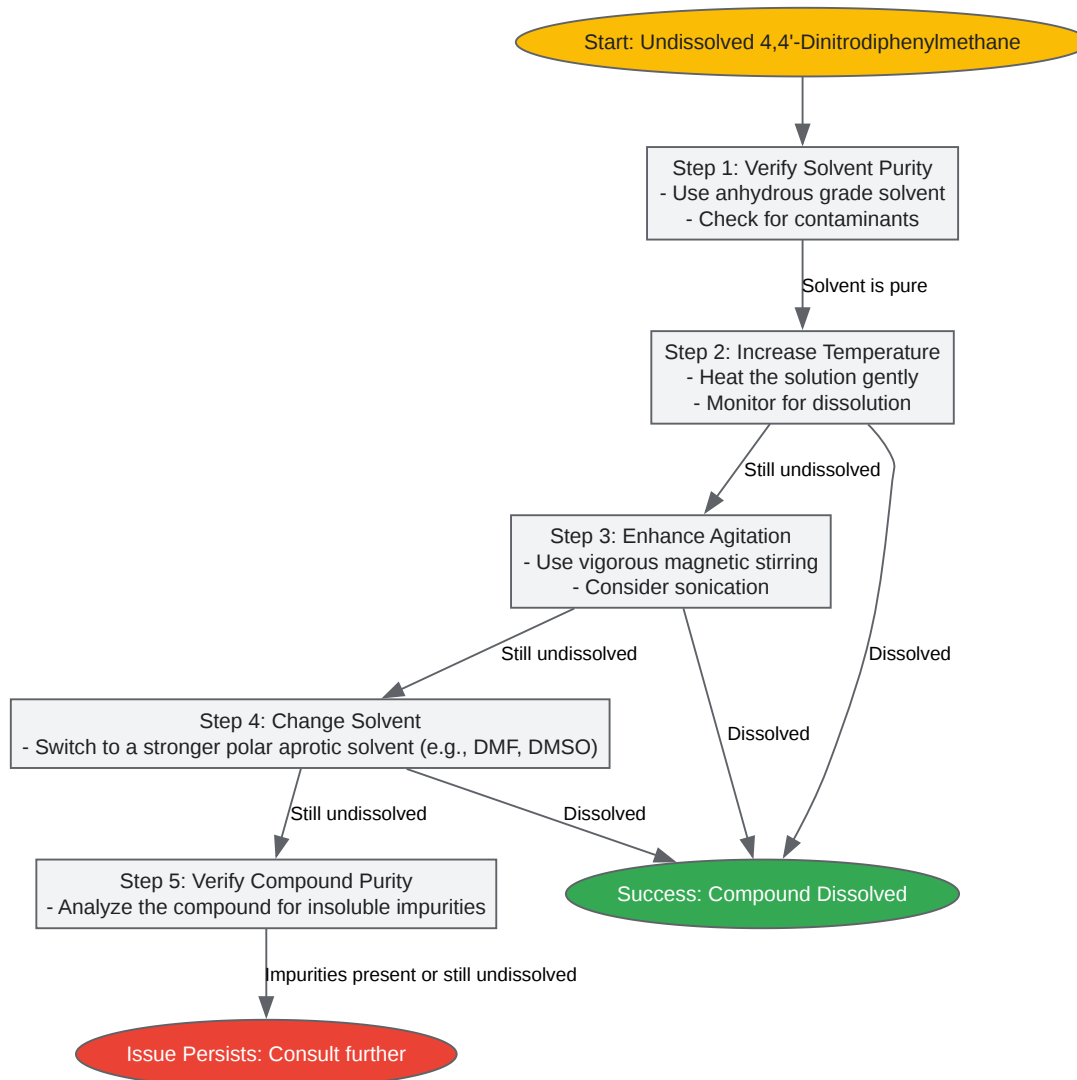 Start: Undissolved 4,4'-Dinitrodiphenylmethane
Step 1: Verify Solvent Purity
- Use anhydrous grade solvent
- Check for contaminants
Solvent is pure
Step 2: Increase Temperature
- Heat the solution gently
- Monitor for dissolution
Still undissolved
Step 3: Enhance Agitation
- Use vigorous magnetic stirring
- Consider sonication
Still undissolved
Dissolved
Step 4: Change Solvent
- Switch to a stronger polar aprotic solvent (e.g., DMF, DMSO)
Dissolved
Still undissolved
Dissolved
Step 5: Verify Compound Purity
- Analyze the compound for insoluble impurities
Success: Compound Dissolved
Impurities present or still undissolved
Issue Persists: Consult further